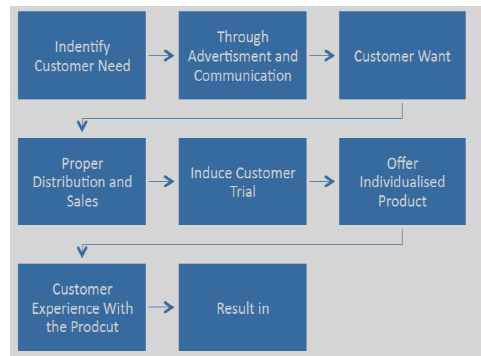 Indentify
Customer Need
Through
Advertisment and
Communication
Customer Want
Proper
Distribution and
Sales
Induce Customer
Trial
Offer
Individualised
Product
Customer
Experience With
the Prodcut
Result in